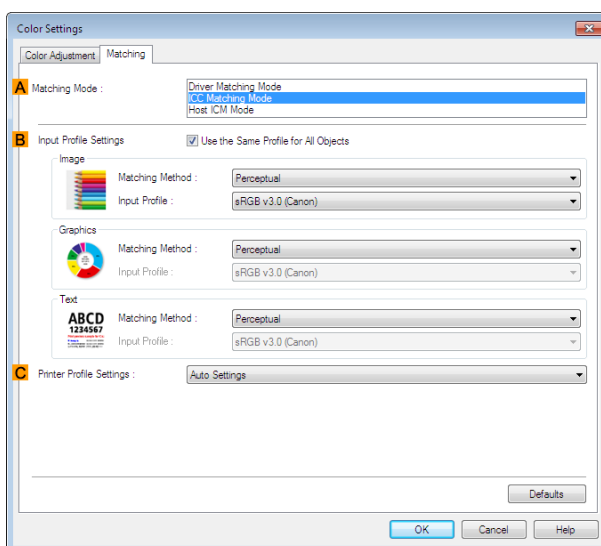 Color Settings
Color Adjustment Matching
A Matching Mode : Driver Matching Mode
ICC Matching Mode
Host ICM Mode
B Input Profile Settings Use the Same Profile for All Objects
Image
Matching Method : Perceptual
Input Profile : sRGB v3.0 (Canon)
Graphics
Matching Method : Perceptual
Input Profile : sRGB v3.0 (Canon)
Text
ABCD
1234567
Matching Method : Perceptual
Input Profile : sRGB v3.0 (Canon)
C Printer Profile Settings : Auto Settings
Defaults
OK Cancel Help